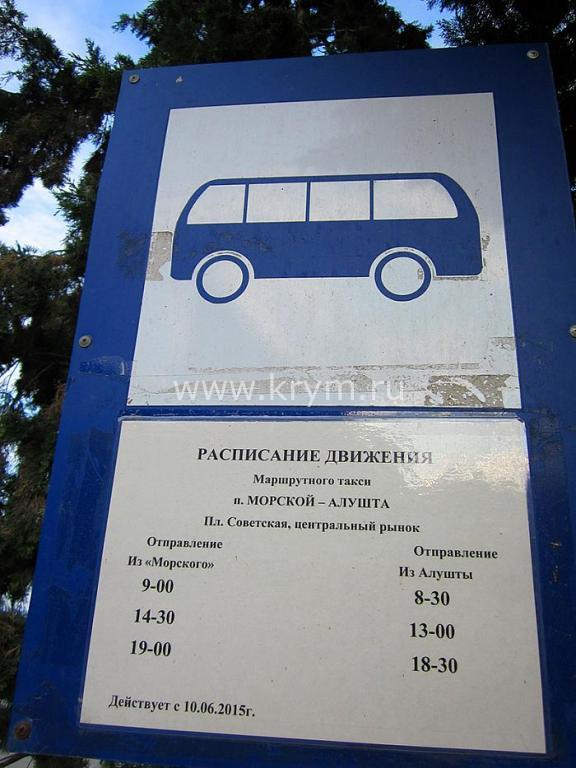 www.krym.ru
РАСПИСАНИЕ ДВИЖЕНИЯ
Маршрутного такси
п. МОРСКОЙ – АЛУШТА
Пл. Советская, центральный рынок
Отправление Отправление
Из «Морского» Из Алушты
9-00 8-30
14-30 13-00
19-00 18-30
Действует с 10.06.2015г.